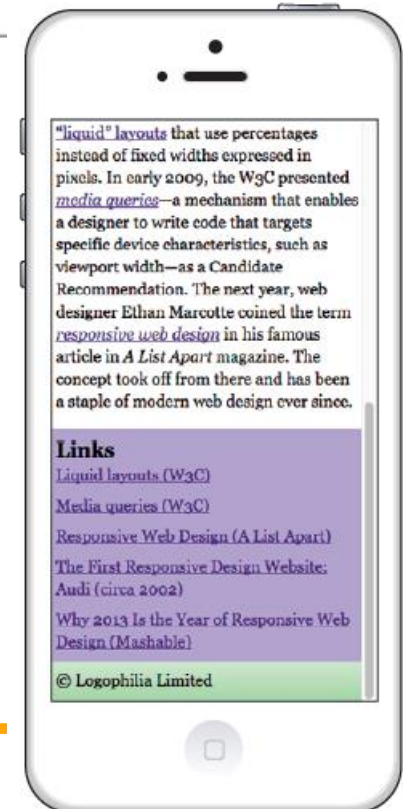 “liquid” layouts that use percentages
instead of fixed widths expressed in
pixels. In early 2009, the W3C presented
media queries—a mechanism that enables
a designer to write code that targets
specific device characteristics, such as
viewport width—as a Candidate
Recommendation. The next year, web
designer Ethan Marcotte coined the term
responsive web design in his famous
article in A List Apart magazine. The
concept took off from there and has been
a staple of modern web design ever since.
Links
Liquid layouts (W3C)
Media queries (W3C)
Responsive Web Design (A List Apart)
The First Responsive Design Website:
Audi (circa 2002)
Why 2013 Is the Year of Responsive Web
Design (Mashable)
© Logophilia Limited